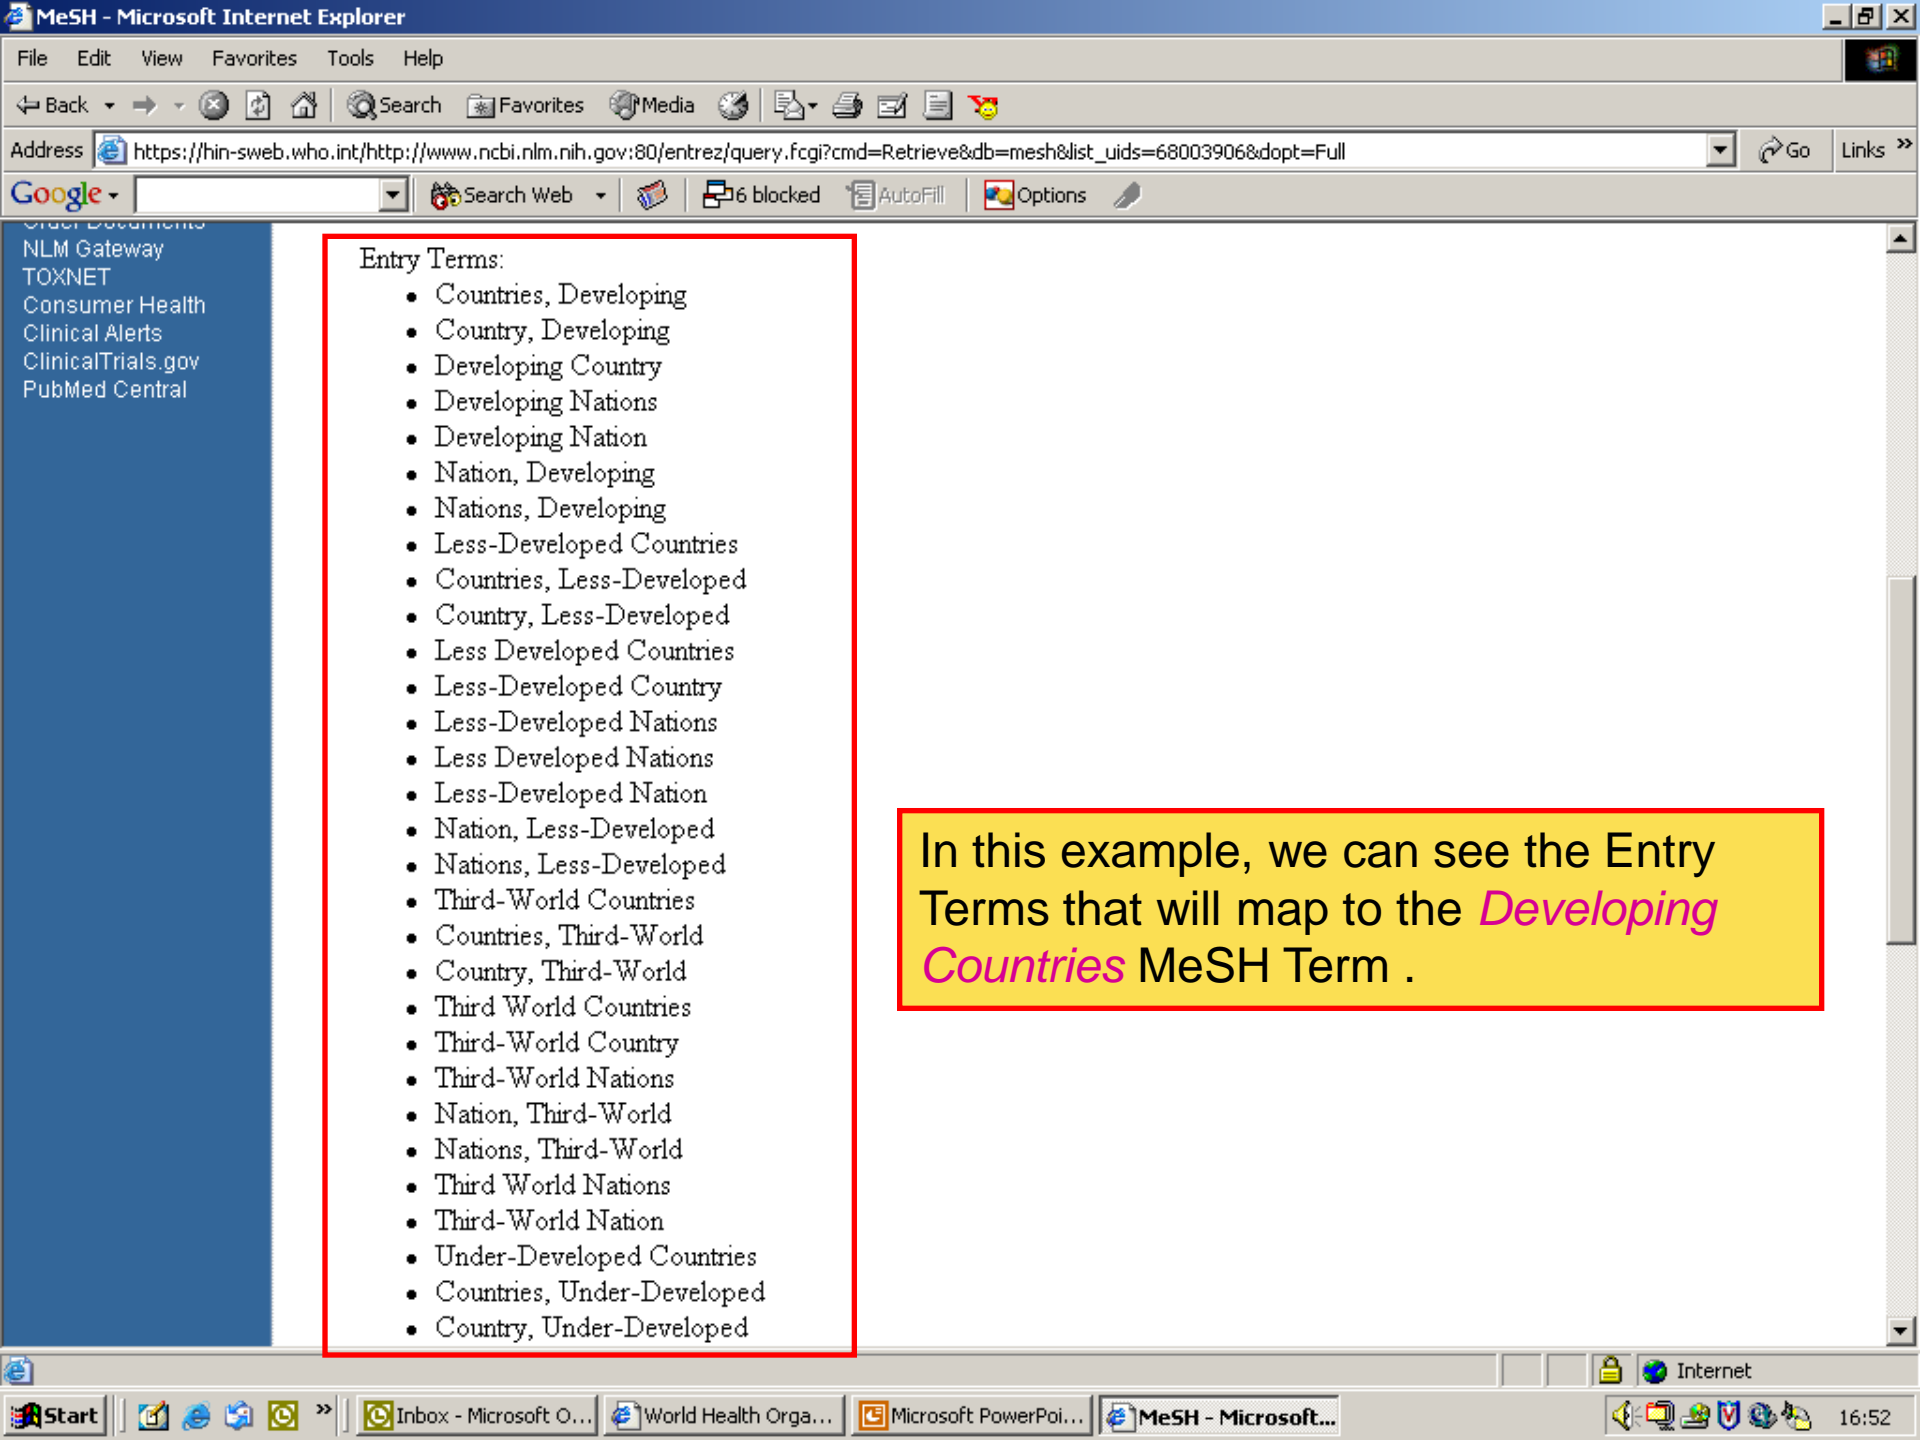 MeSH - Microsoft Internet Explorer
File Edit View Favorites Tools Help
Back Search Favorites Media
Address https://hin-sweb.who.int/http://www.ncbi.nlm.nih.gov:80/entrez/query.fcgi?cmd=Retrieve&db=mesh&list_uids=68003906&dopt=Full Go Links »
Google Search Web 6 blocked AutoFill Options
Order Documents
NLM Gateway
TOXNET
Consumer Health
Clinical Alerts
ClinicalTrials.gov
PubMed Central
Entry Terms:
• Countries, Developing
• Country, Developing
• Developing Country
• Developing Nations
• Developing Nation
• Nation, Developing
• Nations, Developing
• Less-Developed Countries
• Countries, Less-Developed
• Country, Less-Developed
• Less Developed Countries
• Less-Developed Country
• Less-Developed Nations
• Less Developed Nations
• Less-Developed Nation
• Nation, Less-Developed
• Nations, Less-Developed
• Third-World Countries
• Countries, Third-World
• Country, Third-World
• Third World Countries
• Third-World Country
• Third-World Nations
• Nation, Third-World
• Nations, Third-World
• Third World Nations
• Third-World Nation
• Under-Developed Countries
• Countries, Under-Developed
• Country, Under-Developed
In this example, we can see the Entry
Terms that will map to the Developing
Countries MeSH Term .
Internet
Start » Inbox - Microsoft O... World Health Orga... Microsoft PowerPoi... MeSH - Microsoft... 16:52